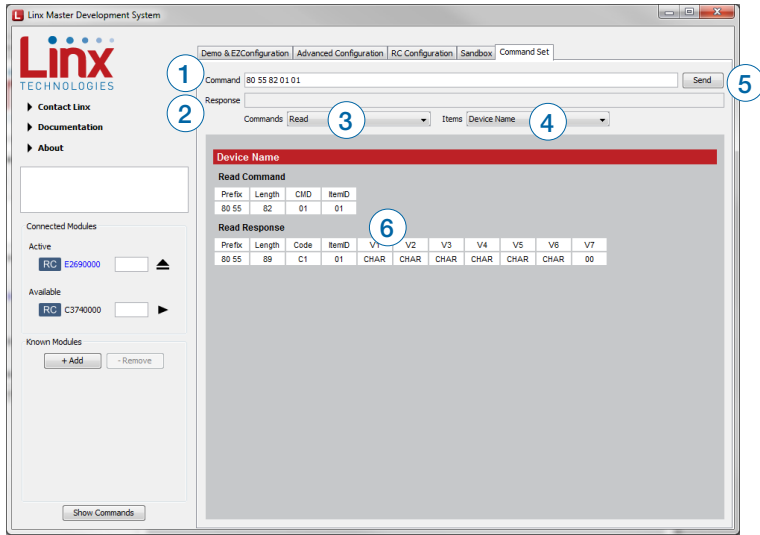 Linx Master Development System
Linx
TECHNOLOGIES
Contact Linx
Documentation
About
Connected Modules
Active
RC E2690000
Available
RC C3740000
Known Modules
+ Add - Remove
Show Commands
Demo & EZConfiguration Advanced Configuration RC Configuration Sandbox Command Set
1 Command 80 55 82 01 01 Send 5
2 Response
Commands Read 3 Items Device Name 4
Device Name
Read Command
Prefix Length CMD ItemID
80 55 82 01 01
Read Response 6
Prefix Length Code ItemID V1 V2 V3 V4 V5 V6 V7
80 55 89 C1 01 CHAR CHAR CHAR CHAR CHAR CHAR 00